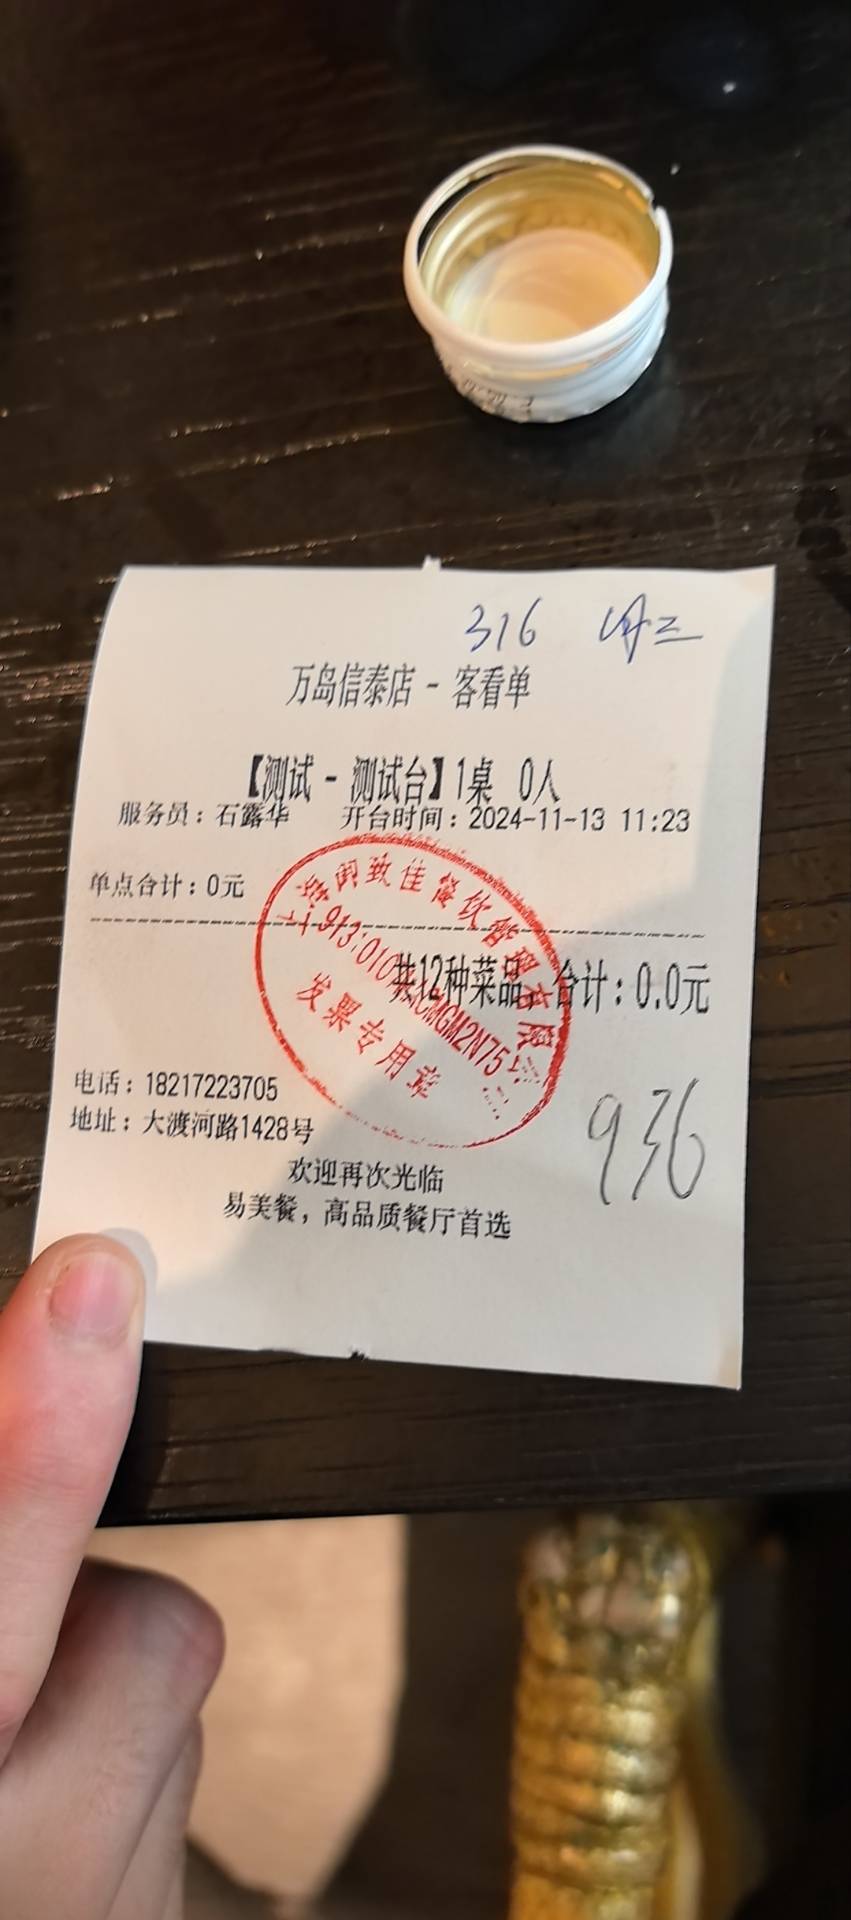 316
万岛信泰店 - 客看单
【测试 - 测试台】1桌 0人
服务员：石露华 开台时间：2024-11-13 11:23
单点合计：0元
共12种菜品，合计：0.0元
发票专用章
电话：18217223705
地址：大渡河路1428号
936
欢迎再次光临
易美餐，高品质餐厅首选